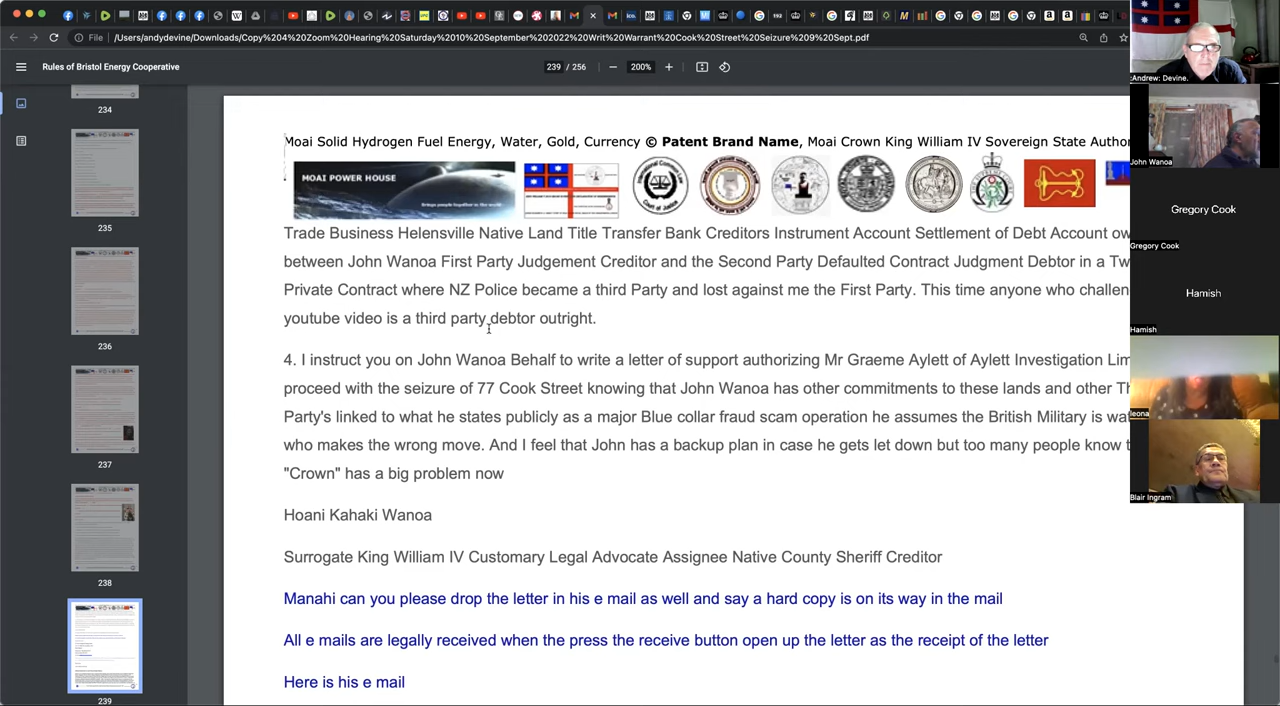 File /Users/andydevine/Downloads/Copy%204%20Zoom%20Hearing%20Saturday%2010%20September%202022%20Writ%20Warrant%20Cook%20Street%20Seizure%209%20Sept.pdf
Rules of Bristol Energy Cooperative
239 / 256
200%
234
235
236
237
238
239
Moai Solid Hydrogen Fuel Energy, Water, Gold, Currency © Patent Brand Name, Moai Crown King William IV Sovereign State Author
MOAI POWER HOUSE
Brings people together in the world
Trade Business Helensville Native Land Title Transfer Bank Creditors Instrument Account Settlement of Debt Account ow
between John Wanoa First Party Judgement Creditor and the Second Party Defaulted Contract Judgment Debtor in a Tw
Private Contract where NZ Police became a third Party and lost against me the First Party. This time anyone who challen
youtube video is a third party debtor outright.
4. I instruct you on John Wanoa Behalf to write a letter of support authorizing Mr Graeme Aylett of Aylett Investigation Lim
proceed with the seizure of 77 Cook Street knowing that John Wanoa has other commitments to these lands and other Th
Party's linked to what he states publicly as a major Blue collar fraud scam operation he assumes the British Military is wa
who makes the wrong move. And I feel that John has a backup plan in case he gets let down but too many people know t
"Crown" has a big problem now
Hoani Kahaki Wanoa
Surrogate King William IV Customary Legal Advocate Assignee Native County Sheriff Creditor
Manahi can you please drop the letter in his e mail as well and say a hard copy is on its way in the mail
All e mails are legally received when the press the receive button open to the letter as the receipt of the letter
Here is his e mail
Andrew: Devine.
John Wanoa
Gregory Cook
Gregory Cook
Hamish
Hamish
leona
Blair Ingram